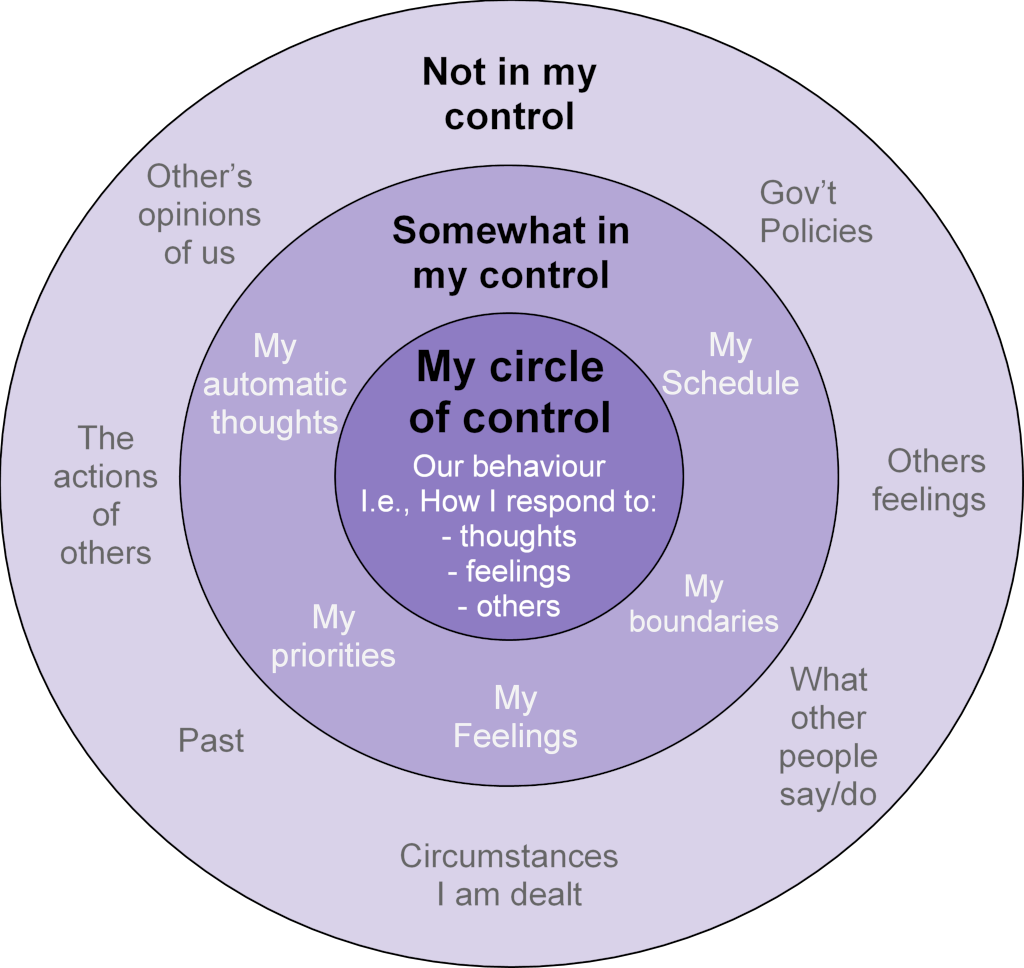 Not in my
control
Other’s
opinions
of us
Gov’t
Policies
Somewhat in
my control
My
automatic
thoughts
My
Schedule
My circle
of control
Our behaviour
I.e., How I respond to:
- thoughts
- feelings
- others
The
actions
of
others
Others
feelings
My
priorities
My
boundaries
My
Feelings
Past
What
other
people
say/do
Circumstances
I am dealt